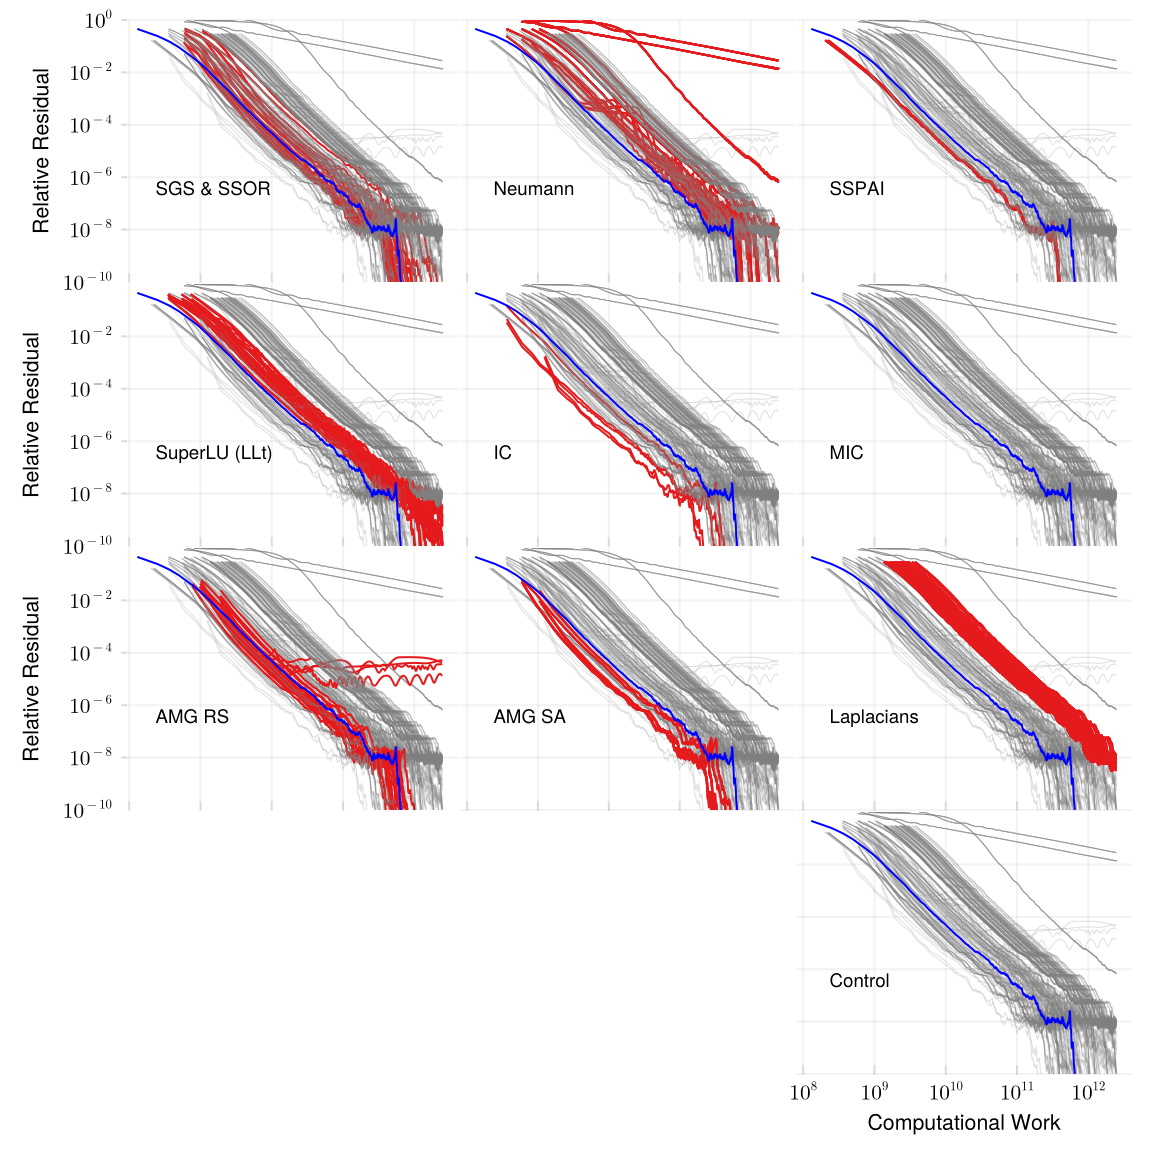 10^0
10^−2
10^−4
10^−6
10^−8
10^−10
Relative Residual
SGS & SSOR
Neumann
SSPAI
10^−2
10^−4
10^−6
10^−8
10^−10
Relative Residual
SuperLU (LLt)
IC
MIC
10^−2
10^−4
10^−6
10^−8
10^−10
Relative Residual
AMG RS
AMG SA
Laplacians
Control
10^8 10^9 10^10 10^11 10^12
Computational Work